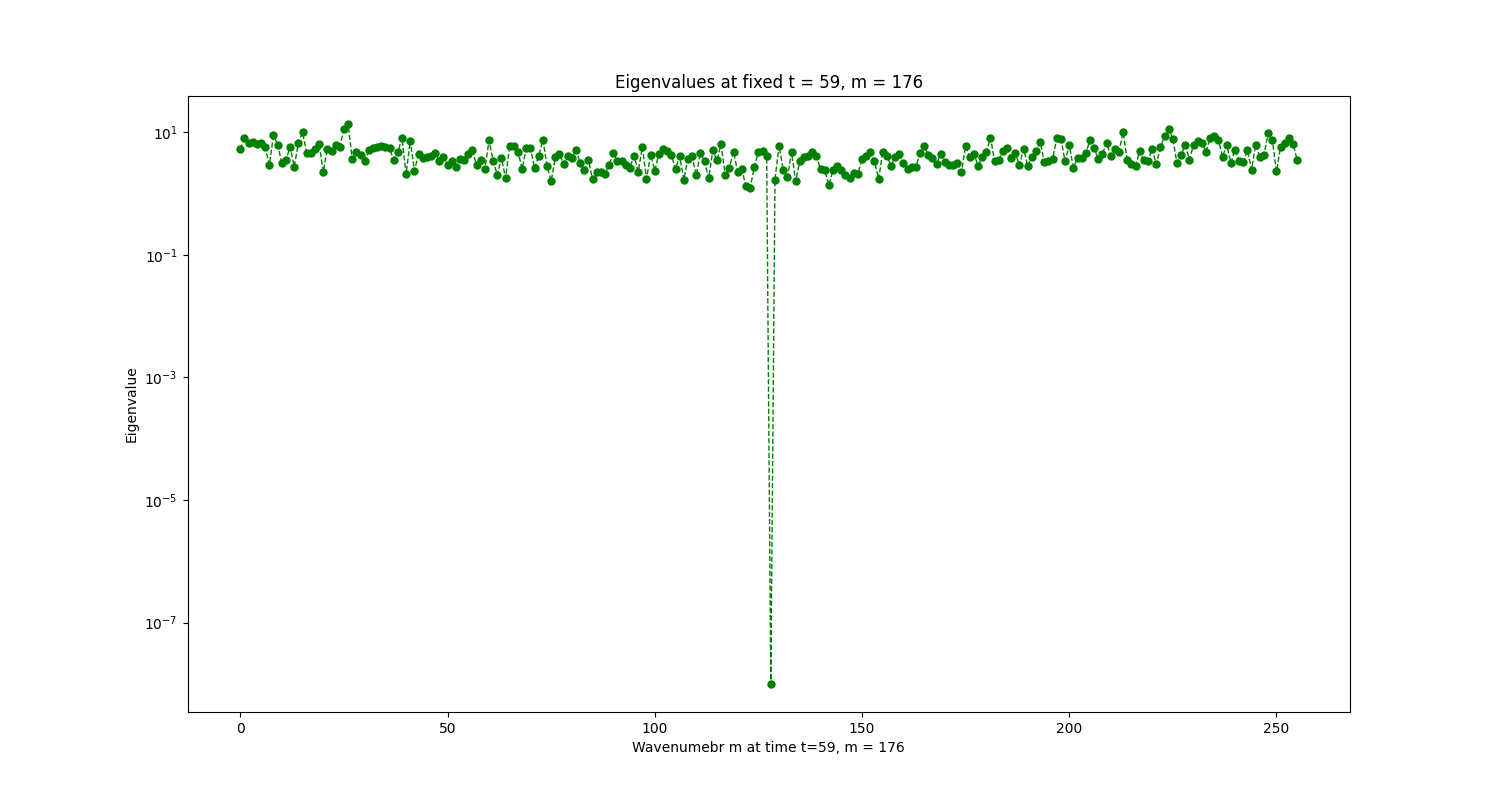 Eigenvalues at fixed t = 59, m = 176
10^1
10^-1
10^-3
10^-5
10^-7
Eigenvalue
0 50 100 150 200 250
Wavenumebr m at time t=59, m = 176